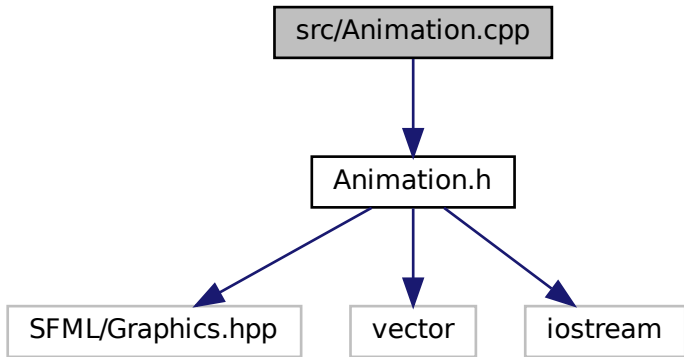 src/Animation.cpp
Animation.h
SFML/Graphics.hpp
vector
iostream